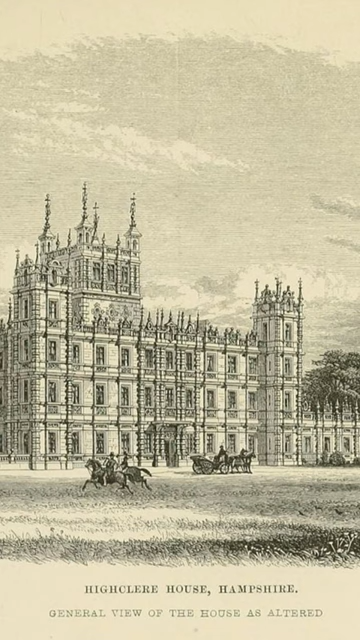 HIGHCLERE HOUSE, HAMPSHIRE.
GENERAL VIEW OF THE HOUSE AS ALTERED